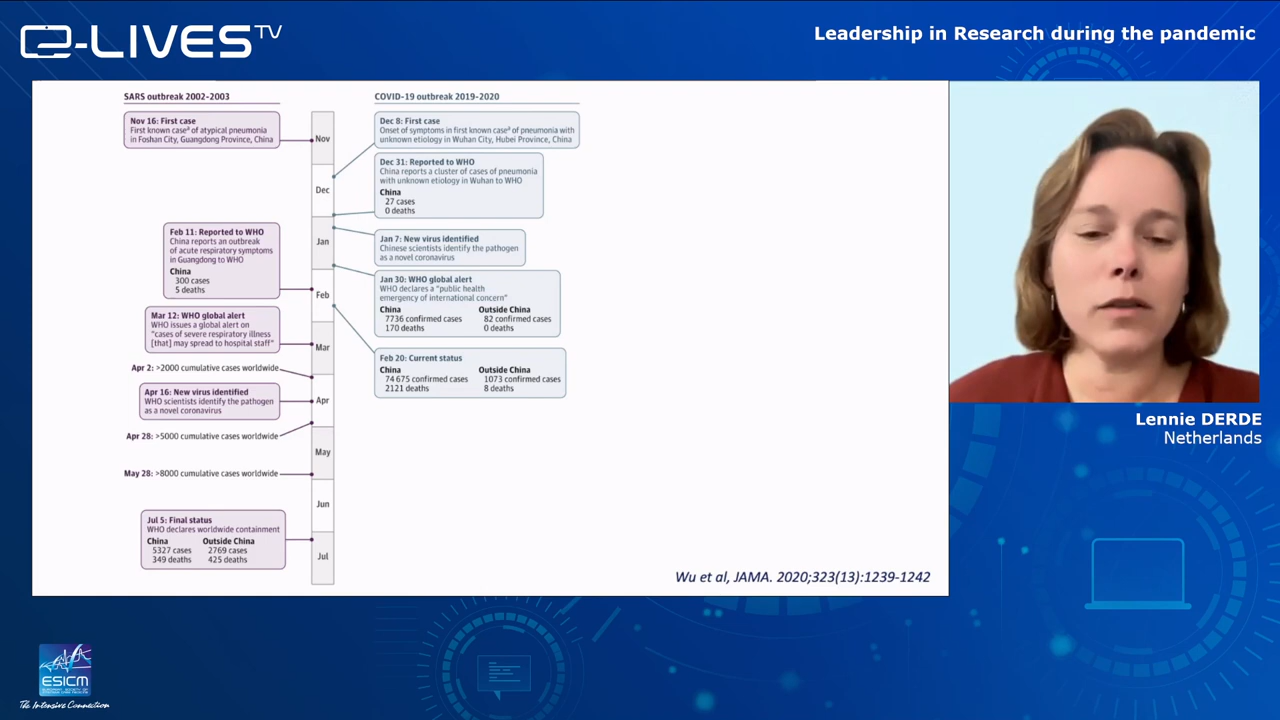 e-LIVES TV
Leadership in Research during the pandemic
SARS outbreak 2002-2003
COVID-19 outbreak 2019-2020
Nov 16: First case
First known caseª of atypical pneumonia
in Foshan City, Guangdong Province, China
Feb 11: Reported to WHO
China reports an outbreak
of acute respiratory symptoms
in Guangdong to WHO
China
300 cases
5 deaths
Mar 12: WHO global alert
WHO issues a global alert on
"cases of severe respiratory illness
[that] may spread to hospital staff"
Apr 2: >2000 cumulative cases worldwide
Apr 16: New virus identified
WHO scientists identify the pathogen
as a novel coronavirus
Apr 28: >5000 cumulative cases worldwide
May 28: >8000 cumulative cases worldwide
Jul 5: Final status
WHO declares worldwide containment
China Outside China
5327 cases 2769 cases
349 deaths 425 deaths
Nov
Dec
Jan
Feb
Mar
Apr
May
Jun
Jul
Dec 8: First case
Onset of symptoms in first known caseª of pneumonia with
unknown etiology in Wuhan City, Hubei Province, China
Dec 31: Reported to WHO
China reports a cluster of cases of pneumonia
with unknown etiology in Wuhan to WHO
China
27 cases
0 deaths
Jan 7: New virus identified
Chinese scientists identify the pathogen
as a novel coronavirus
Jan 30: WHO global alert
WHO declares a "public health
emergency of international concern"
China Outside China
7736 confirmed cases 82 confirmed cases
170 deaths 0 deaths
Feb 20: Current status
China Outside China
74 675 confirmed cases 1073 confirmed cases
2121 deaths 8 deaths
Wu et al, JAMA. 2020;323(13):1239-1242
Lennie DERDE
Netherlands
ESICM
The Intensive Connection